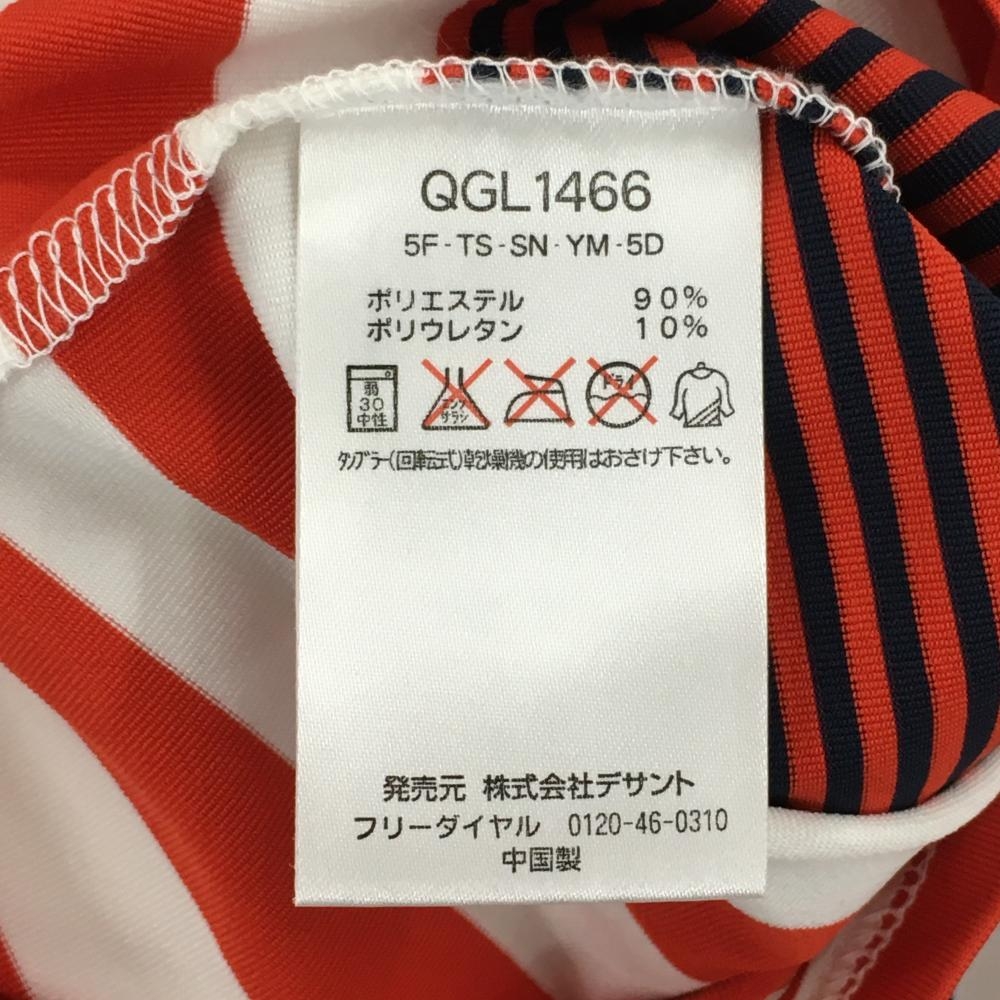 QGL1466
5F-TS-SN-YM-5D
ポリエステル 90%
ポリウレタン 10%
弱
30
中性
エンソ
サラシ
ドライ
タンブラー(回転式)乾燥機の使用はおさけ下さい。
発売元 株式会社デサント
フリーダイヤル 0120-46-0310
中国製